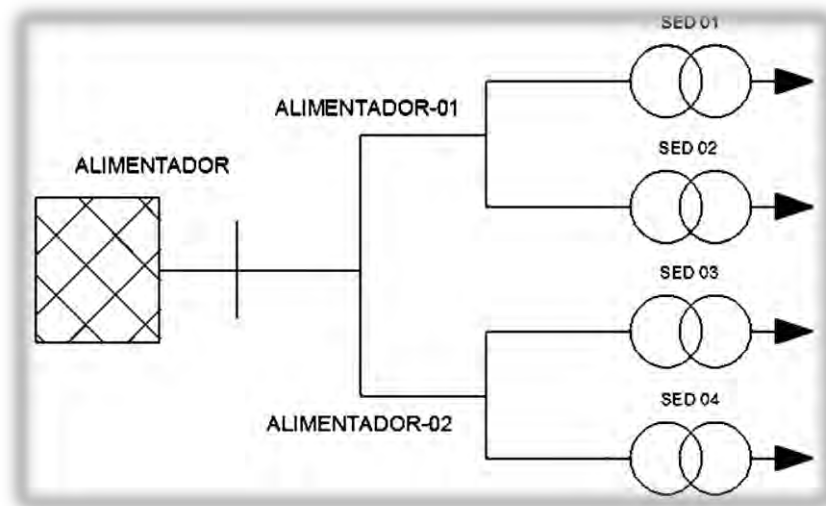 SED 01
ALIMENTADOR-01
SED 02
ALIMENTADOR
SED 03
SED 04
ALIMENTADOR-02